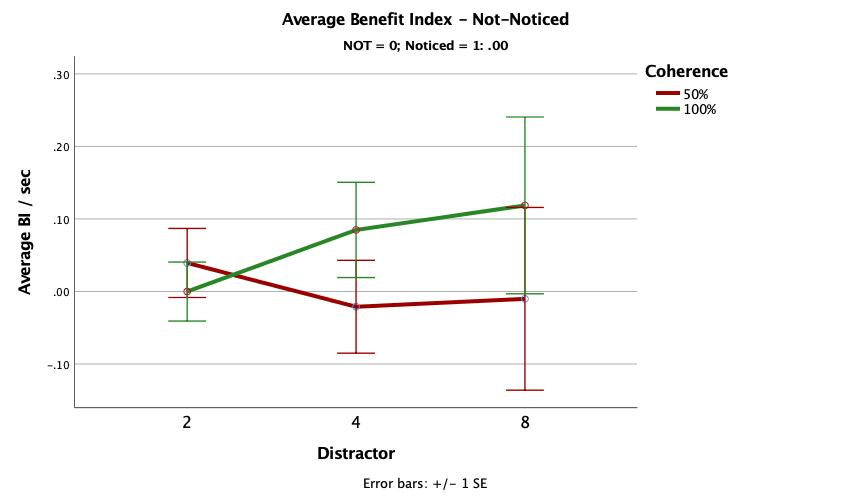 Average Benefit Index – Not-Noticed
NOT = 0; Noticed = 1: .00
Average BI / sec
.30
.20
.10
.00
-.10
2 4 8
Distractor
Error bars: +/- 1 SE
Coherence
50%
100%